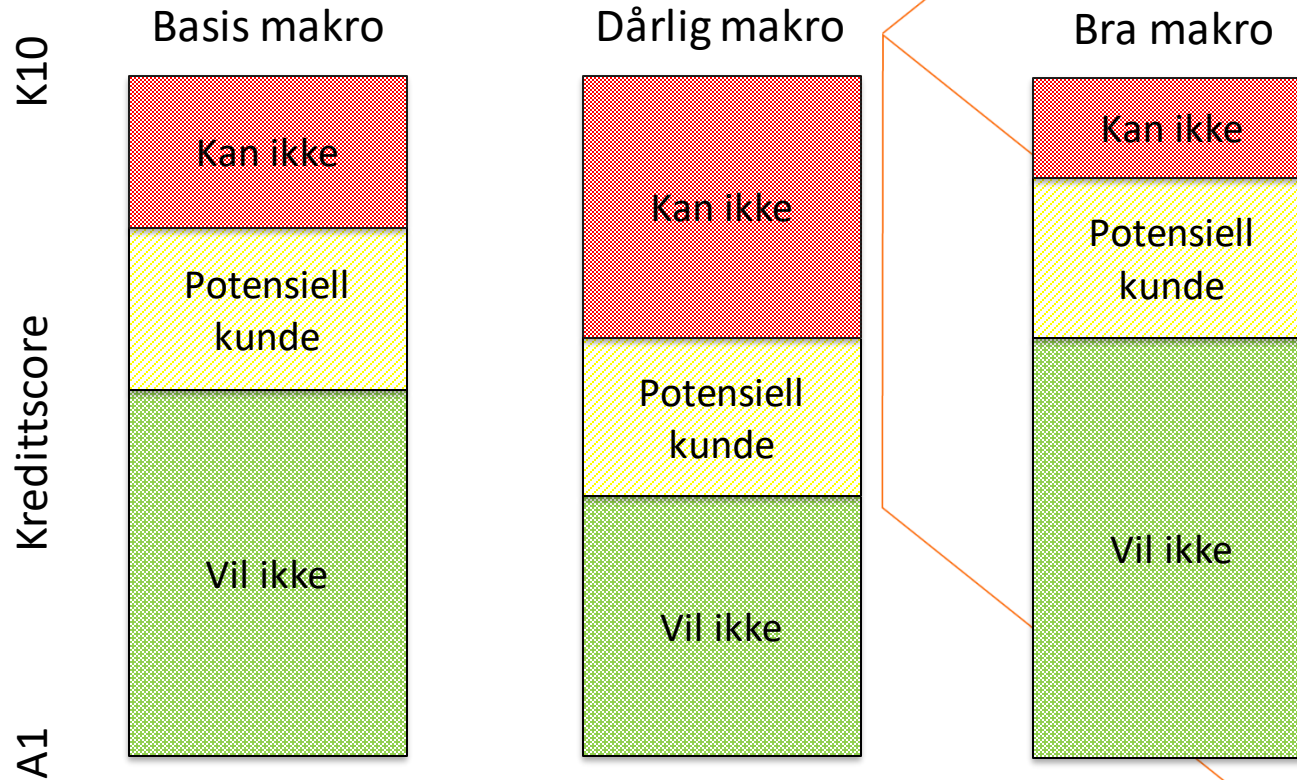 Basis makro
Dårlig makro
Bra makro
K10
Kredittscore
A1
Kan ikke
Potensiell
kunde
Vil ikke
Kan ikke
Potensiell
kunde
Vil ikke
Kan ikke
Potensiell
kunde
Vil ikke